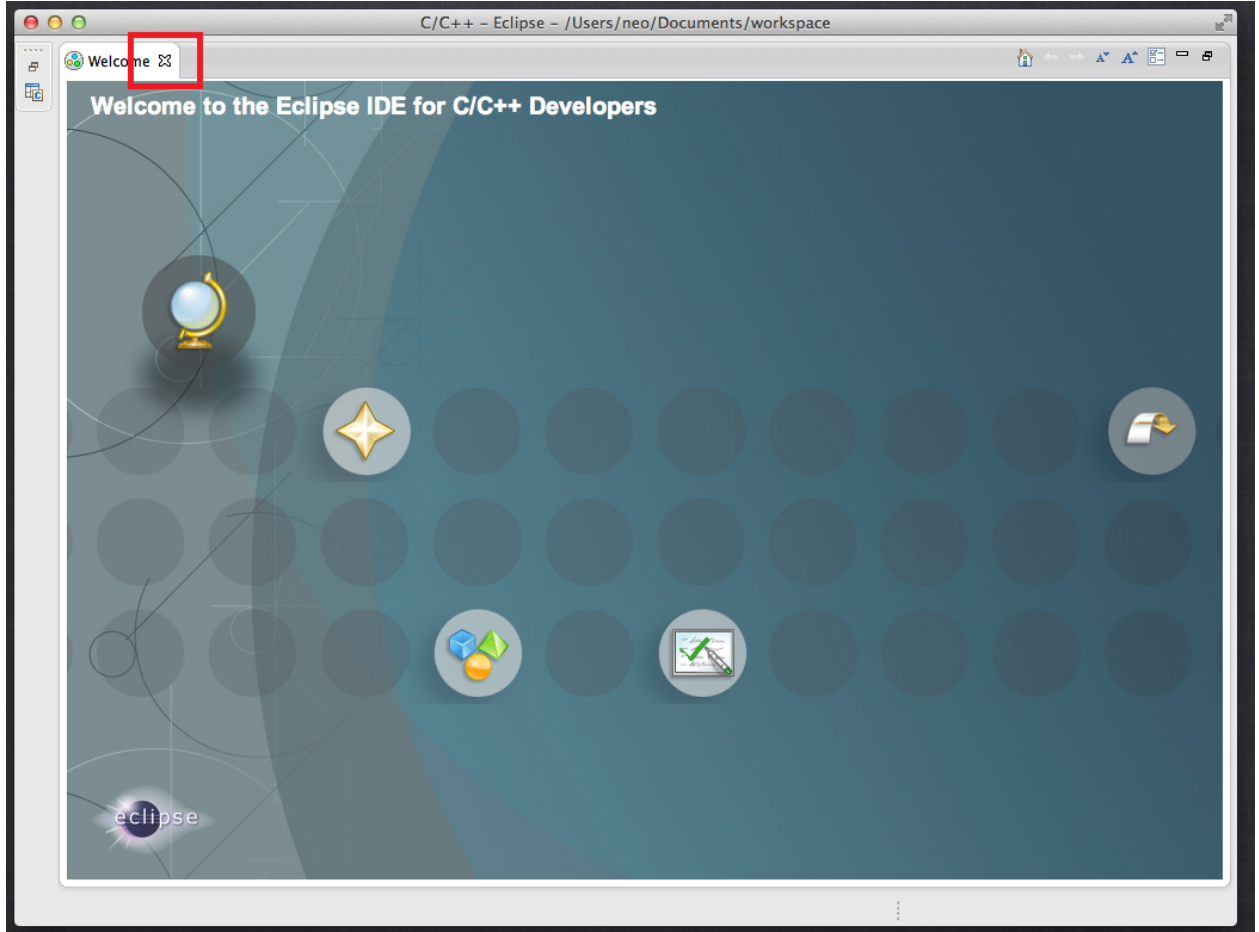 C/C++ – Eclipse – /Users/neo/Documents/workspace
Welcome
Welcome to the Eclipse IDE for C/C++ Developers
eclipse